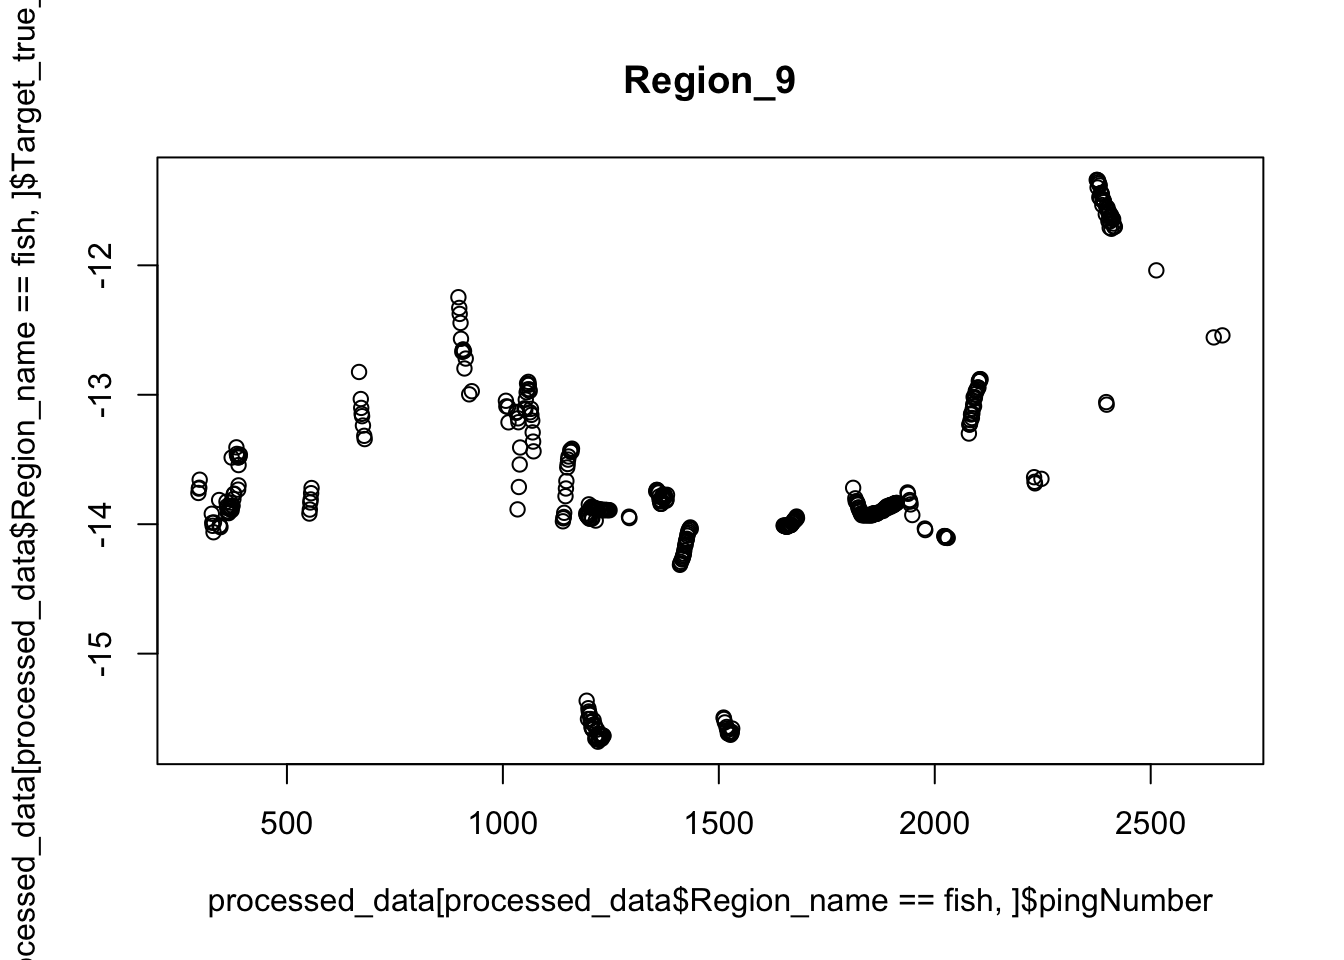 Region_9
processed_data[processed_data$Region_name == fish, ]$Target_true_
-12
-13
-14
-15
500 1000 1500 2000 2500
processed_data[processed_data$Region_name == fish, ]$pingNumber